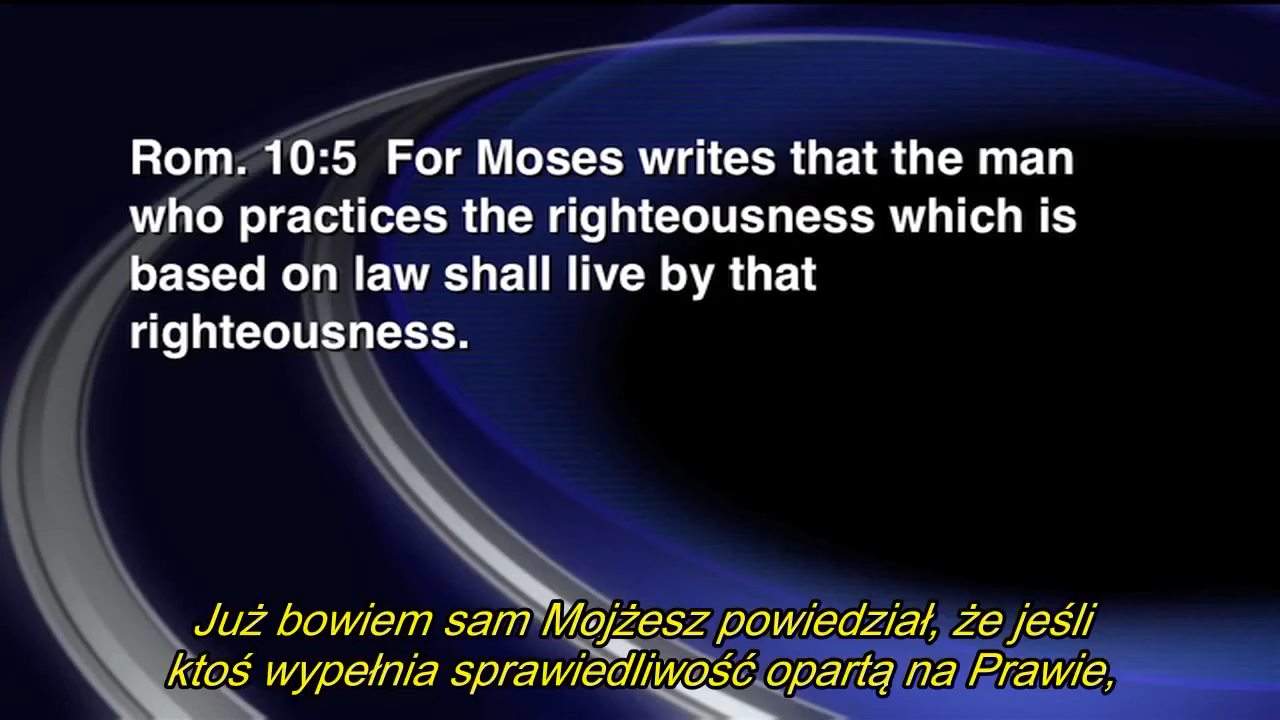 Rom. 10:5  For Moses writes that the man
who practices the righteousness which is
based on law shall live by that
righteousness.
Już bowiem sam Mojżesz powiedział, że jeśli
ktoś wypełnia sprawiedliwość opartą na Prawie,